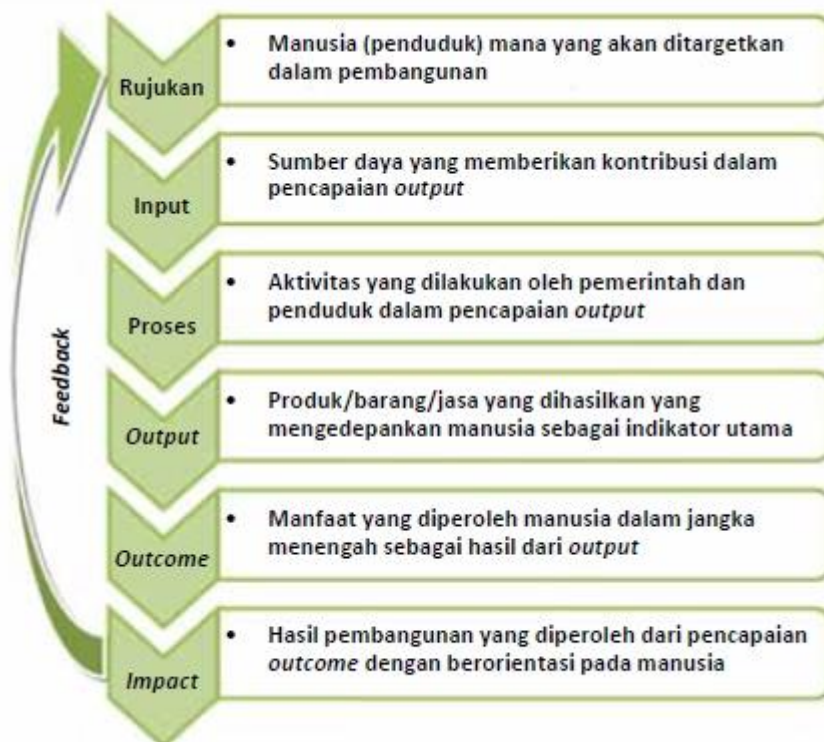 Rujukan
• Manusia (penduduk) mana yang akan ditargetkan
dalam pembangunan
Input
• Sumber daya yang memberikan kontribusi dalam
pencapaian output
Proses
• Aktivitas yang dilakukan oleh pemerintah dan
penduduk dalam pencapaian output
Output
• Produk/barang/jasa yang dihasilkan yang
mengedepankan manusia sebagai indikator utama
Outcome
• Manfaat yang diperoleh manusia dalam jangka
menengah sebagai hasil dari output
Impact
• Hasil pembangunan yang diperoleh dari pencapaian
outcome dengan berorientasi pada manusia
Feedback